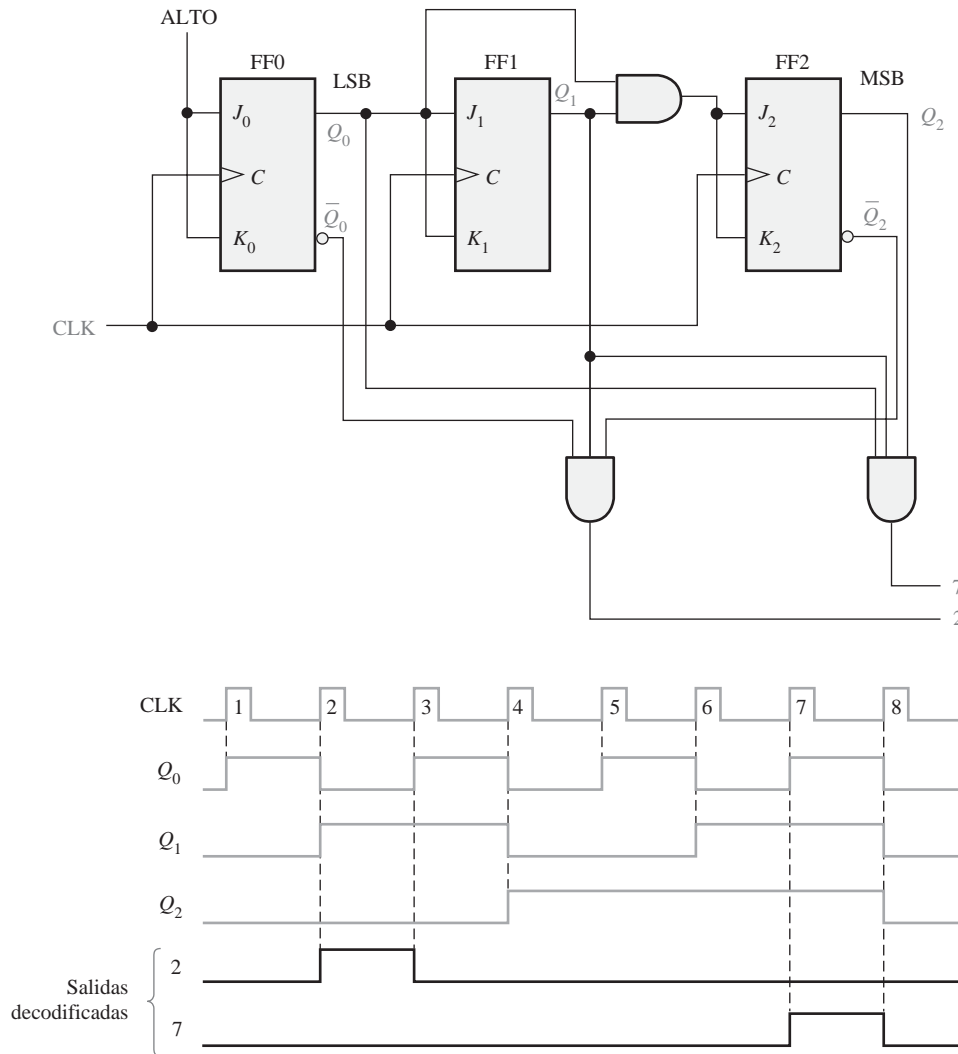 ALTO
FF0
LSB
FF1
FF2
MSB
J0
Q0
J1
Q1
J2
Q2
C
C
C
K0
Q̅0
K1
K2
Q̅2
CLK
7
2
CLK
1 2 3 4 5 6 7 8
Q0
Q1
Q2
Salidas
decodificadas
2
7